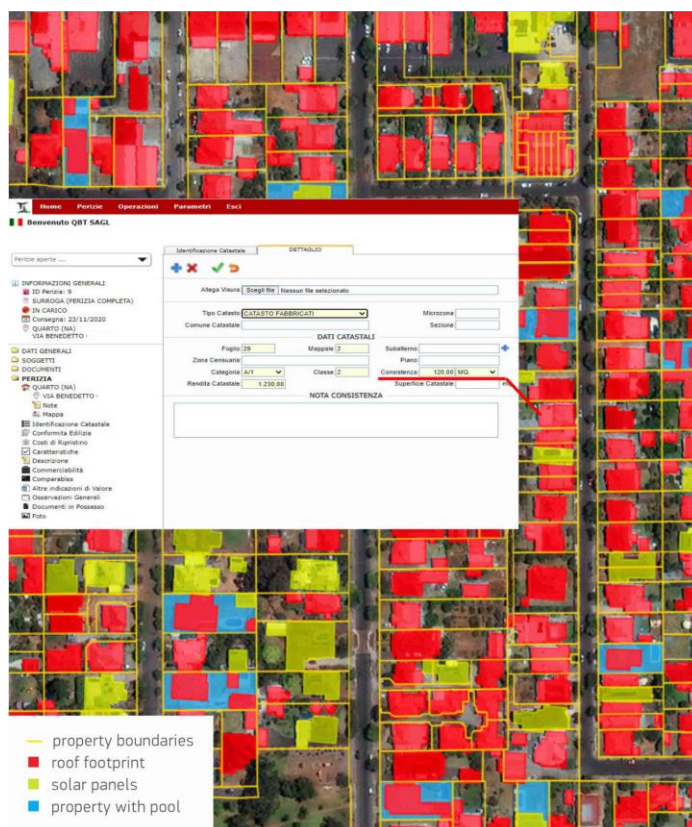 Home Perizie Operazioni Parametri Esci
Benvenuto QBT SAGL
Perizie aperte ....
INFORMAZIONI GENERALI
ID Perizia: 9
SURROGA (PERIZIA COMPLETA)
IN CARICO
Consegna: 23/11/2020
QUARTO (NA)
VIA BENEDETTO -
DATI GENERALI
SOGGETTI
DOCUMENTI
PERIZIA
QUARTO (NA)
VIA BENEDETTO -
Note
Mappa
Identificazione Catastale
Conformita Edilizia
Costi di Ripristino
Caratteristiche
Descrizione
Commerciabilità
Comparables
Altre indicazioni di Valore
Osservazioni Generali
Documenti in Possesso
Foto
Identificazione Catastale DETTAGLIO
Allega Visura: Scegli file Nessun file selezionato
Tipo Catasto: CATASTO FABBRICATI Microzona:
Comune Catastale: Sezione:
DATI CATASTALI
Foglio: 29 Mappale: 2 Subalterno:
Zona Censuaria: Piano:
Categoria: A/1 Classe: 2 Consistenza: 120.00 MQ.
Rendita Catastale: 1.230,00 Superficie Catastale:
NOTA CONSISTENZA
property boundaries
roof footprint
solar panels
property with pool